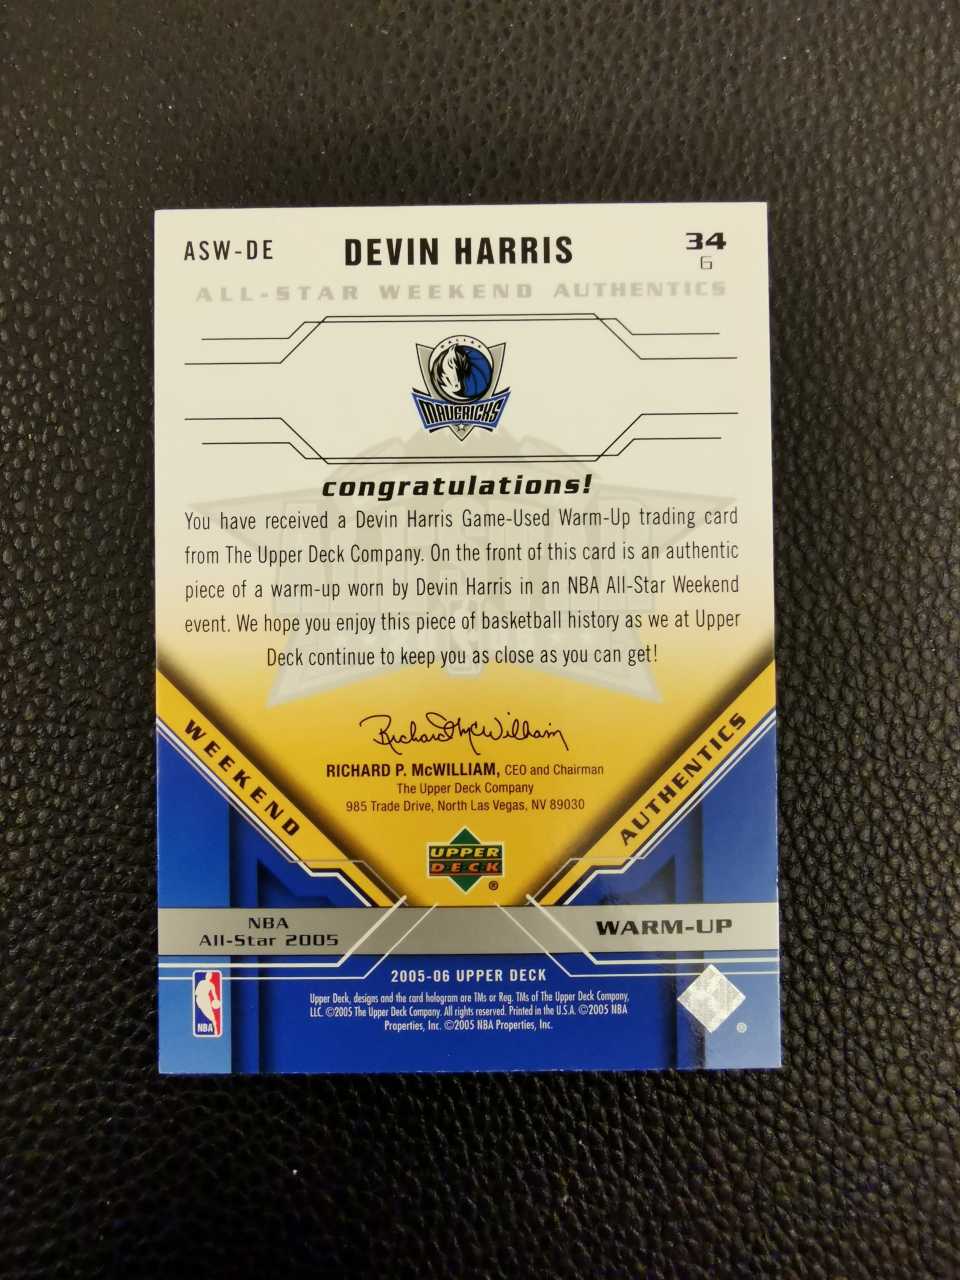 ASW-DE
DEVIN HARRIS
34
G
ALL-STAR WEEKEND AUTHENTICS
DALLAS
MAVERICKS
congratulations!
You have received a Devin Harris Game-Used Warm-Up trading card
from The Upper Deck Company. On the front of this card is an authentic
piece of a warm-up worn by Devin Harris in an NBA All-Star Weekend
event. We hope you enjoy this piece of basketball history as we at Upper
Deck continue to keep you as close as you can get!
Richard McWilliam
RICHARD P. McWILLIAM, CEO and Chairman
The Upper Deck Company
985 Trade Drive, North Las Vegas, NV 89030
WEEKEND
AUTHENTICS
UPPER
DECK
®
NBA
All-Star 2005
WARM-UP
2005-06 UPPER DECK
Upper Deck, designs and the card hologram are TMs or Reg. TMs of The Upper Deck Company,
LLC. ©2005 The Upper Deck Company. All rights reserved. Printed in the U.S.A. ©2005 NBA
Properties, Inc. ©2005 NBA Properties, Inc.
NBA
®